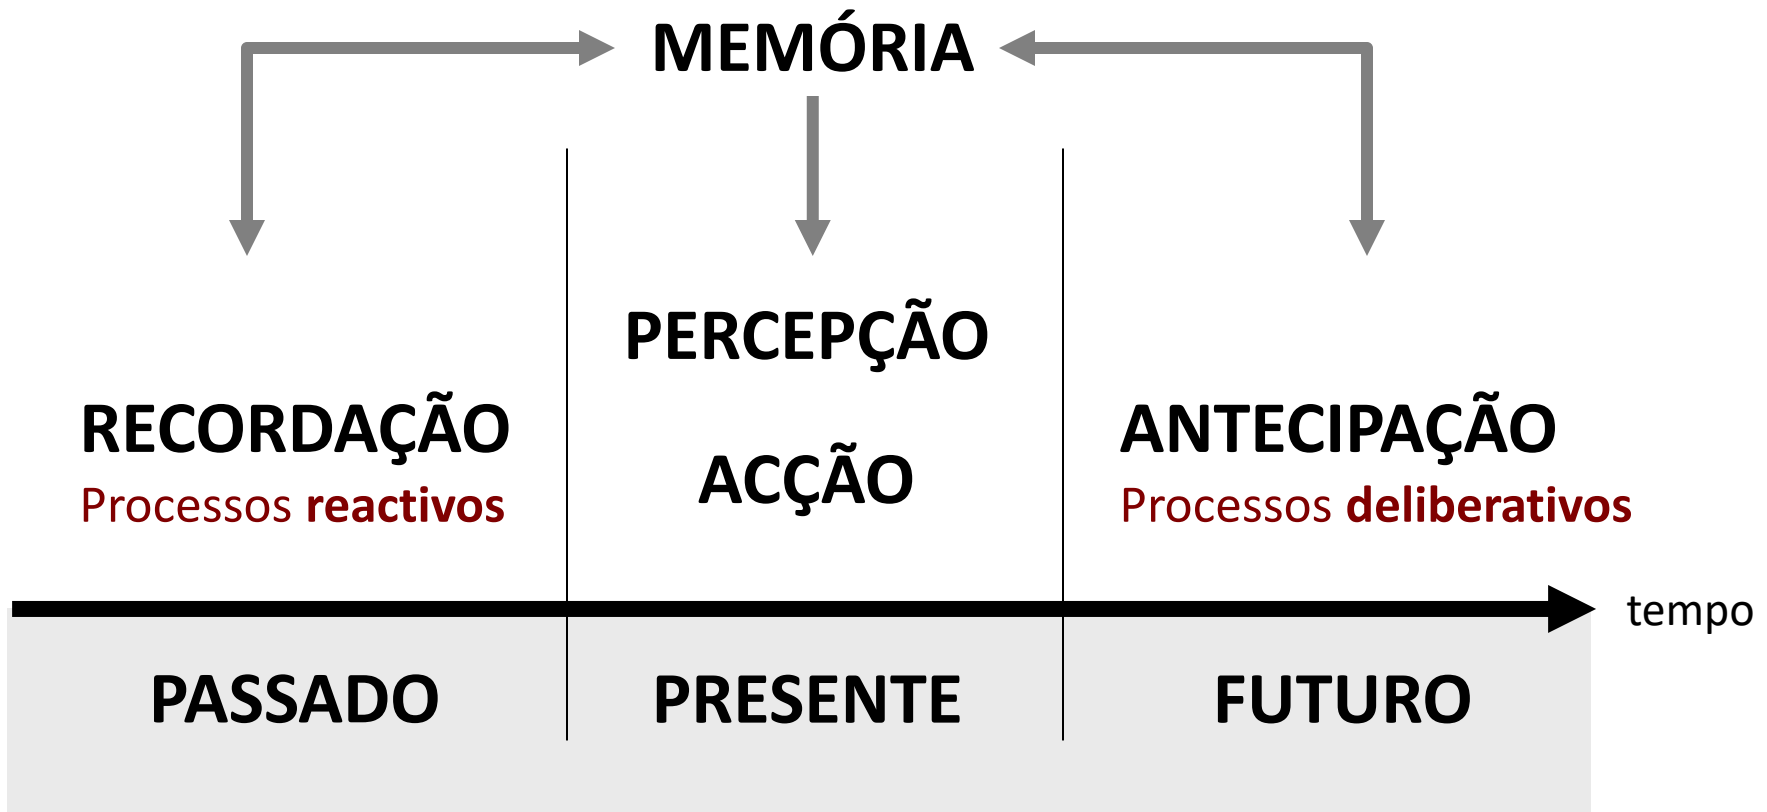 MEMÓRIA
PERCEPÇÃO
RECORDAÇÃO
Processos reactivos
ACÇÃO
ANTECIPAÇÃO
Processos deliberativos
tempo
PASSADO
PRESENTE
FUTURO